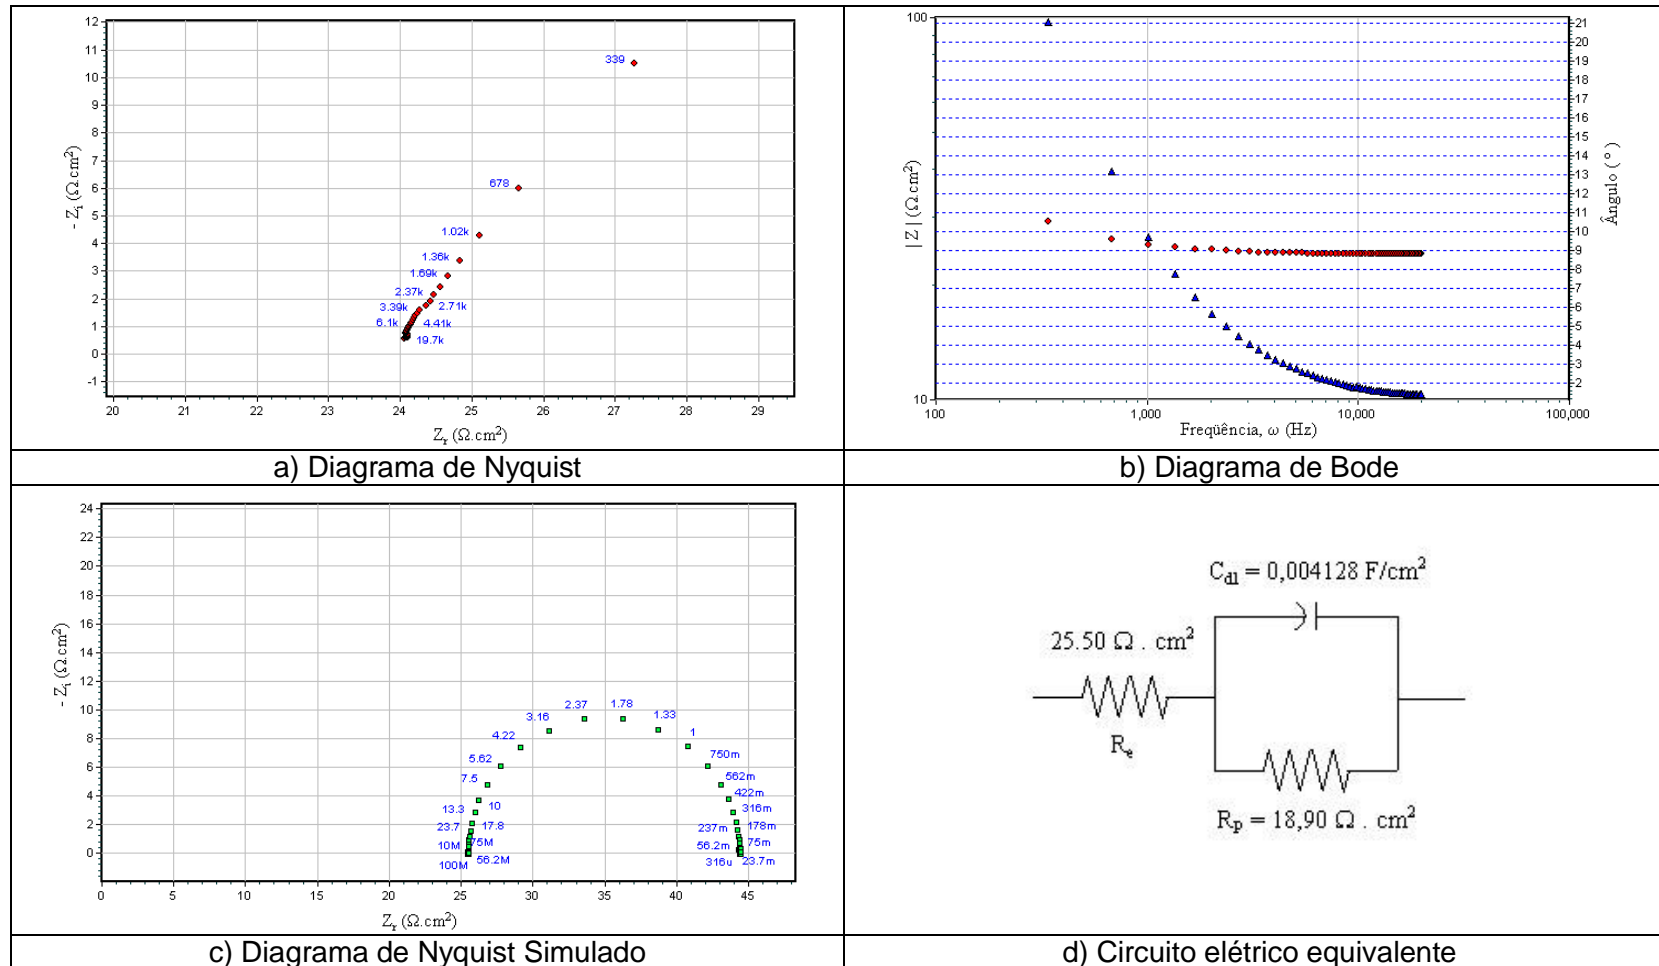 12
11
10
9
8
7
6
5
4
3
2
1
0
-1
- Z_i (Ω.cm²)
339
678
1.02k
1.36k
1.69k
2.37k
2.71k
3.39k
4.41k
6.1k
19.7k
20 21 22 23 24 25 26 27 28 29
Z_r (Ω.cm²)
a) Diagrama de Nyquist
100
10
| Z | (Ω.cm²)
21
20
19
18
17
16
15
14
13
12
11
10
9
8
7
6
5
4
3
2
Ângulo ( ° )
100 1,000 10,000 100,000
Freqüência, ω (Hz)
b) Diagrama de Bode
24
22
20
18
16
14
12
10
8
6
4
2
0
- Z_i (Ω.cm²)
2.37 1.78
3.16 1.33
4.22 1
5.62 750m
7.5 562m
10 422m
13.3 316m
23.7 17.8 237m 178m
10M 75M 56.2m 75m
100M 56.2M 316u 23.7m
0 5 10 15 20 25 30 35 40 45
Z_r (Ω.cm²)
c) Diagrama de Nyquist Simulado
C_dl = 0,004128 F/cm²
25.50 Ω . cm²
R_e
R_p = 18,90 Ω . cm²
d) Circuito elétrico equivalente